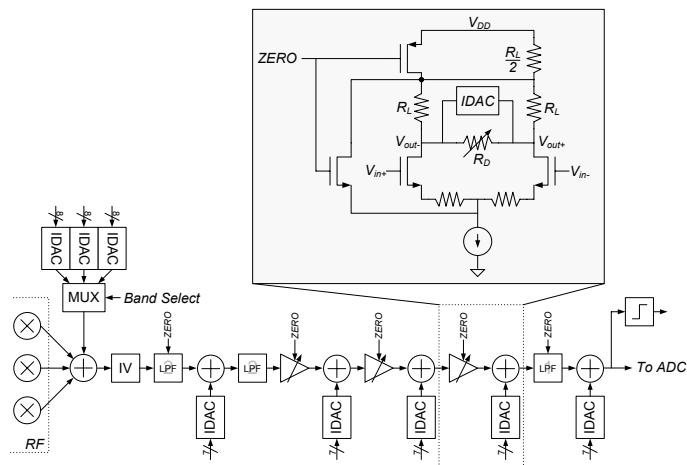 V_DD
ZERO
R_L/2
R_L
IDAC
R_L
V_out-
V_out+
R_D
V_in+
V_in-
8
8
8
IDAC
IDAC
IDAC
MUX
Band Select
ZERO
ZERO
ZERO
ZERO
ZERO
IV
LPF
LPF
LPF
To ADC
RF
IDAC
IDAC
IDAC
IDAC
IDAC
7
7
7
7
7